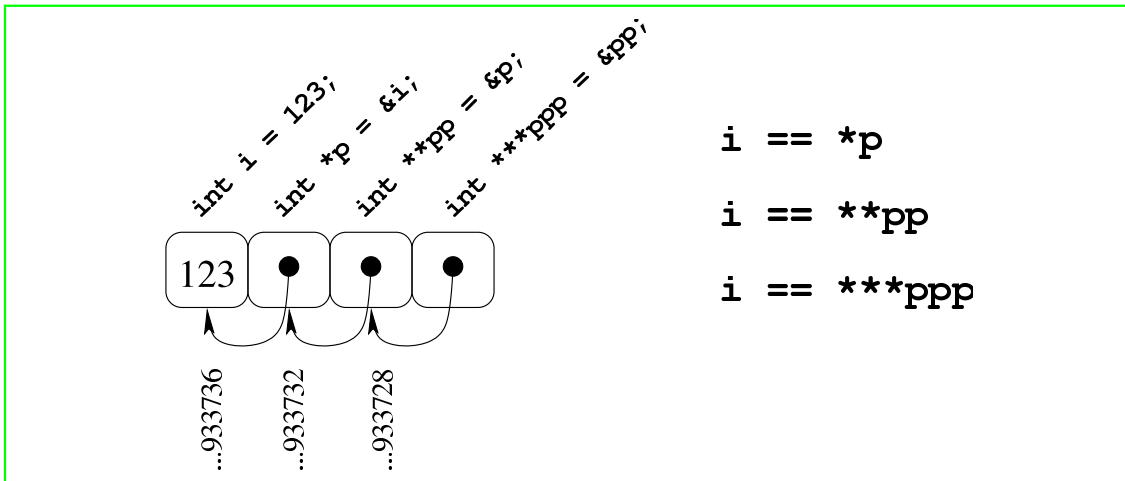 int i = 123;
int *p = &i;
int **pp = &p;
int ***ppp = &pp;
123
...933736
...933732
...933728
i == *p
i == **pp
i == ***ppp